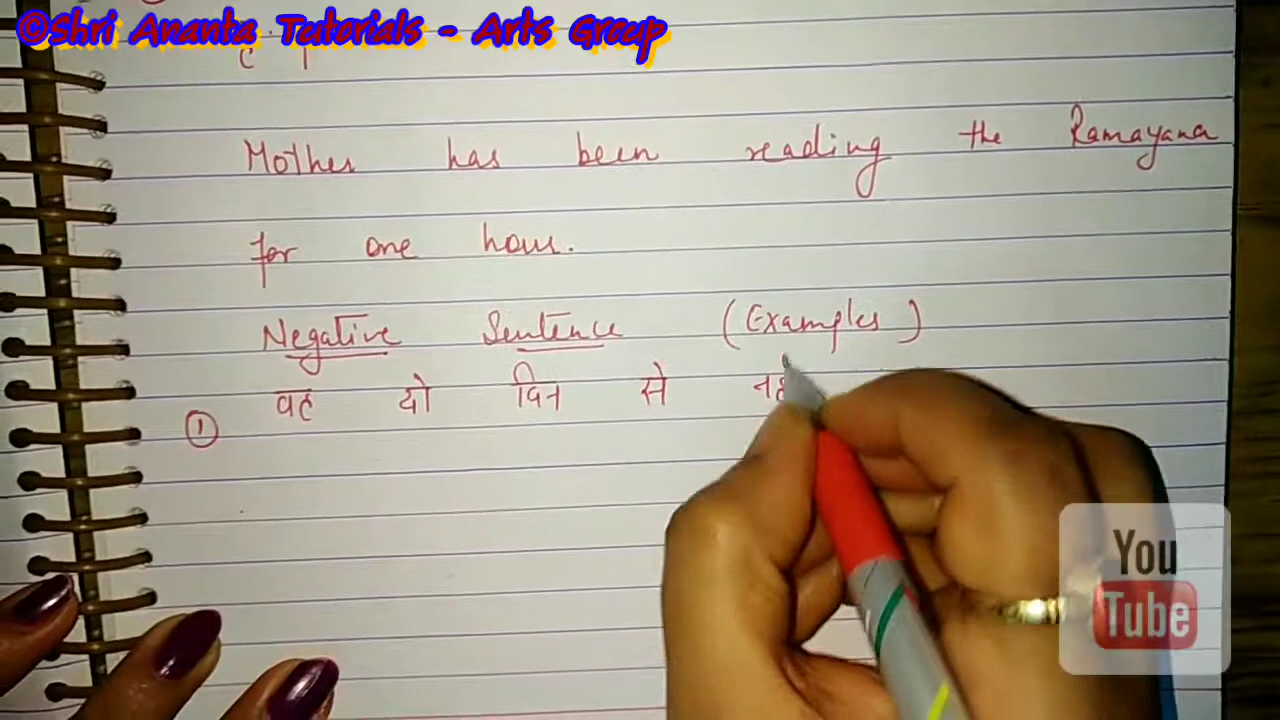 ©Shri Ananta Tutorials - Arts Group
Mother has been reading the Ramayana
for one hour.
Negative Sentence (Examples)
① वह दो दिन से
You
Tube